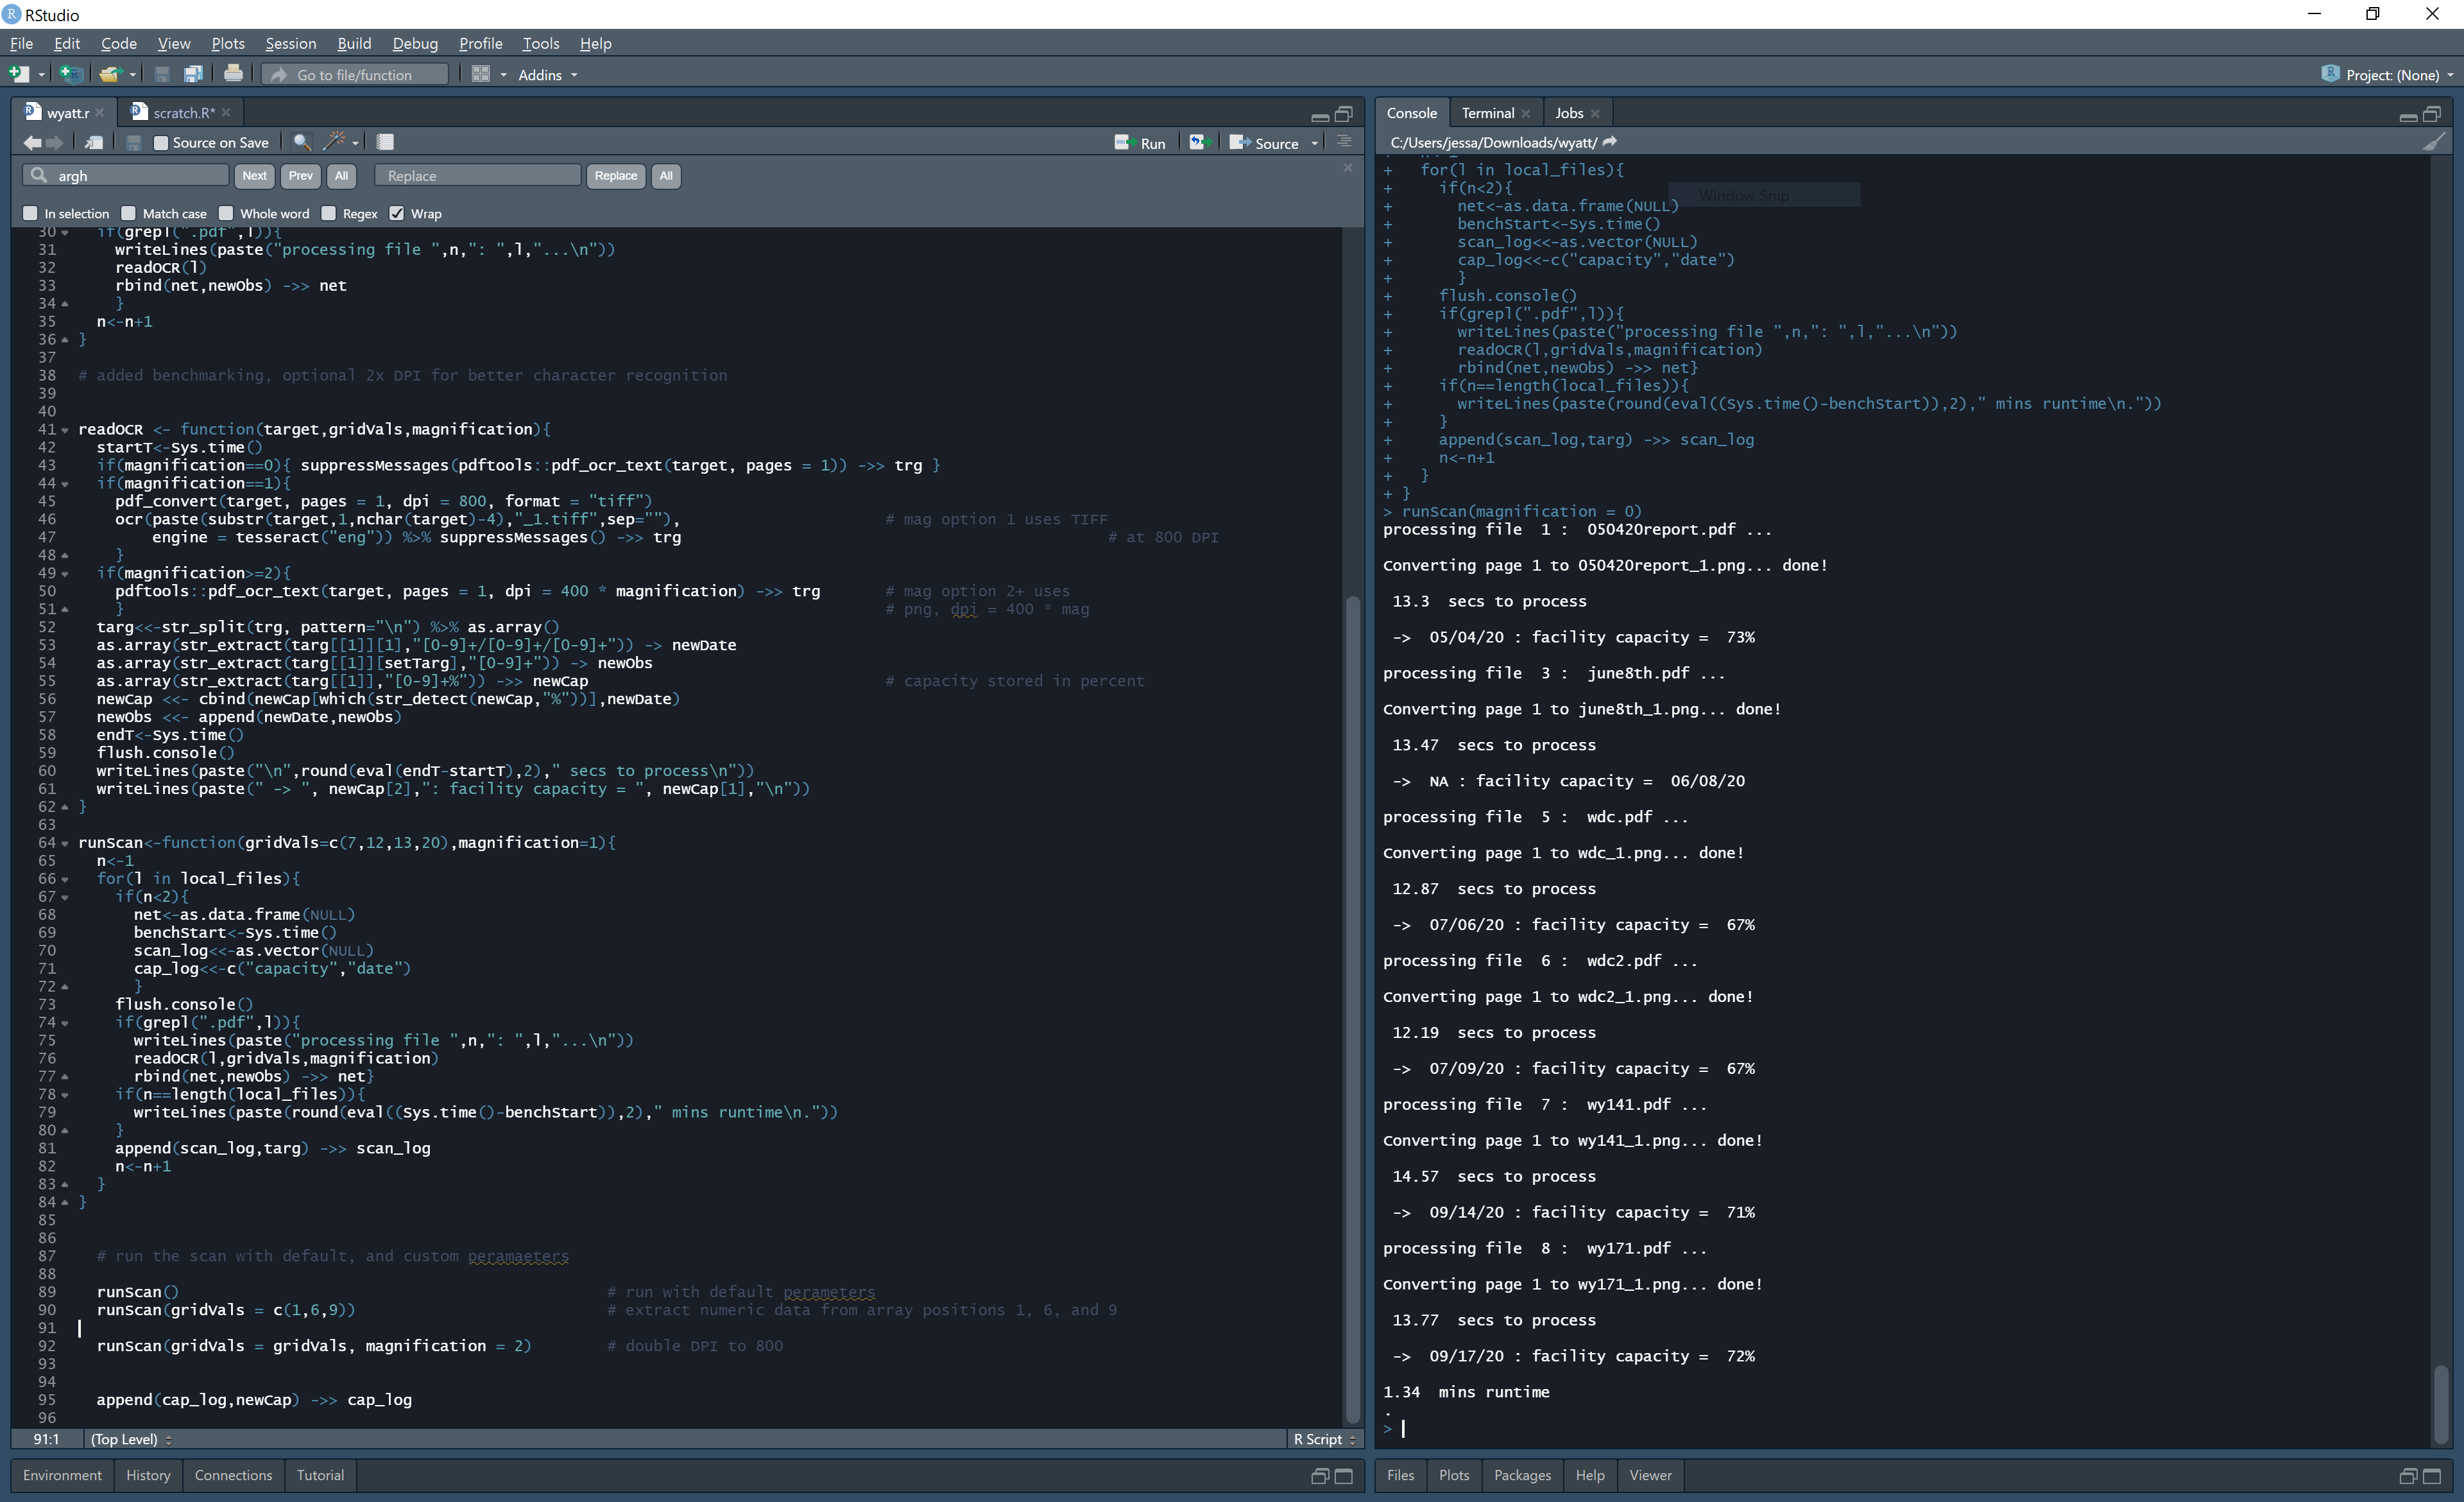 RStudio
File Edit Code View Plots Session Build Debug Profile Tools Help
Go to file/function Addins Project: (None)
wyatt.r scratch.R*
Source on Save Run Source
argh Next Prev All Replace Replace All
In selection Match case Whole word Regex Wrap
30 if(grepl(".pdf",l)){
31 writeLines(paste("processing file ",n,": ",l,"...\n"))
32 readOCR(l)
33 rbind(net,newObs) ->> net
34 }
35 n<-n+1
36 }
37
38 # added benchmarking, optional 2x DPI for better character recognition
39
40
41 readOCR <- function(target,gridVals,magnification){
42 startT<-Sys.time()
43 if(magnification==0){ suppressMessages(pdftools::pdf_ocr_text(target, pages = 1)) ->> trg }
44 if(magnification==1){
45 pdf_convert(target, pages = 1, dpi = 800, format = "tiff")
46 ocr(paste(substr(target,1,nchar(target)-4),"_1.tiff",sep=""), # mag option 1 uses TIFF
47 engine = tesseract("eng")) %>% suppressMessages() ->> trg # at 800 DPI
48 }
49 if(magnification>=2){
50 pdftools::pdf_ocr_text(target, pages = 1, dpi = 400 * magnification) ->> trg # mag option 2+ uses
51 } # png, dpi = 400 * mag
52 targ<<-str_split(trg, pattern="\n") %>% as.array()
53 as.array(str_extract(targ[[1]][1],"[0-9]+/[0-9]+/[0-9]+")) -> newDate
54 as.array(str_extract(targ[[1]][setTarg],"[0-9]+")) -> newObs
55 as.array(str_extract(targ[[1]],"[0-9]+%")) ->> newCap # capacity stored in percent
56 newCap <<- cbind(newCap[which(str_detect(newCap,"%"))],newDate)
57 newObs <<- append(newDate,newObs)
58 endT<-Sys.time()
59 flush.console()
60 writeLines(paste("\n",round(eval(endT-startT),2)," secs to process\n"))
61 writeLines(paste(" -> ", newCap[2],": facility capacity = ", newCap[1],"\n"))
62 }
63
64 runScan<-function(gridVals=c(7,12,13,20),magnification=1){
65 n<-1
66 for(l in local_files){
67 if(n<2){
68 net<-as.data.frame(NULL)
69 benchStart<-Sys.time()
70 scan_log<<-as.vector(NULL)
71 cap_log<<-c("capacity","date")
72 }
73 flush.console()
74 if(grepl(".pdf",l)){
75 writeLines(paste("processing file ",n,": ",l,"...\n"))
76 readOCR(l,gridVals,magnification)
77 rbind(net,newObs) ->> net}
78 if(n==length(local_files)){
79 writeLines(paste(round(eval((Sys.time()-benchStart)),2)," mins runtime\n."))
80 }
81 append(scan_log,targ) ->> scan_log
82 n<-n+1
83 }
84 }
85
86
87 # run the scan with default, and custom peramaeters
88
89 runScan() # run with default perameters
90 runScan(gridVals = c(1,6,9)) # extract numeric data from array positions 1, 6, and 9
91
92 runScan(gridVals = gridVals, magnification = 2) # double DPI to 800
93
94
95 append(cap_log,newCap) ->> cap_log
96
91:1 (Top Level) R Script
Environment History Connections Tutorial
Console Terminal Jobs
C:/Users/jessa/Downloads/wyatt/
+ for(l in local_files){
+ if(n<2){
Window Snip
+ net<-as.data.frame(NULL)
+ benchStart<-Sys.time()
+ scan_log<<-as.vector(NULL)
+ cap_log<<-c("capacity","date")
+ }
+ flush.console()
+ if(grepl(".pdf",l)){
+ writeLines(paste("processing file ",n,": ",l,"...\n"))
+ readOCR(l,gridVals,magnification)
+ rbind(net,newObs) ->> net}
+ if(n==length(local_files)){
+ writeLines(paste(round(eval((Sys.time()-benchStart)),2)," mins runtime\n."))
+ }
+ append(scan_log,targ) ->> scan_log
+ n<-n+1
+ }
+ }
> runScan(magnification = 0)
processing file 1 : 050420report.pdf ...
Converting page 1 to 050420report_1.png... done!
13.3 secs to process
-> 05/04/20 : facility capacity = 73%
processing file 3 : june8th.pdf ...
Converting page 1 to june8th_1.png... done!
13.47 secs to process
-> NA : facility capacity = 06/08/20
processing file 5 : wdc.pdf ...
Converting page 1 to wdc_1.png... done!
12.87 secs to process
-> 07/06/20 : facility capacity = 67%
processing file 6 : wdc2.pdf ...
Converting page 1 to wdc2_1.png... done!
12.19 secs to process
-> 07/09/20 : facility capacity = 67%
processing file 7 : wy141.pdf ...
Converting page 1 to wy141_1.png... done!
14.57 secs to process
-> 09/14/20 : facility capacity = 71%
processing file 8 : wy171.pdf ...
Converting page 1 to wy171_1.png... done!
13.77 secs to process
-> 09/17/20 : facility capacity = 72%
1.34 mins runtime
.
>
Files Plots Packages Help Viewer